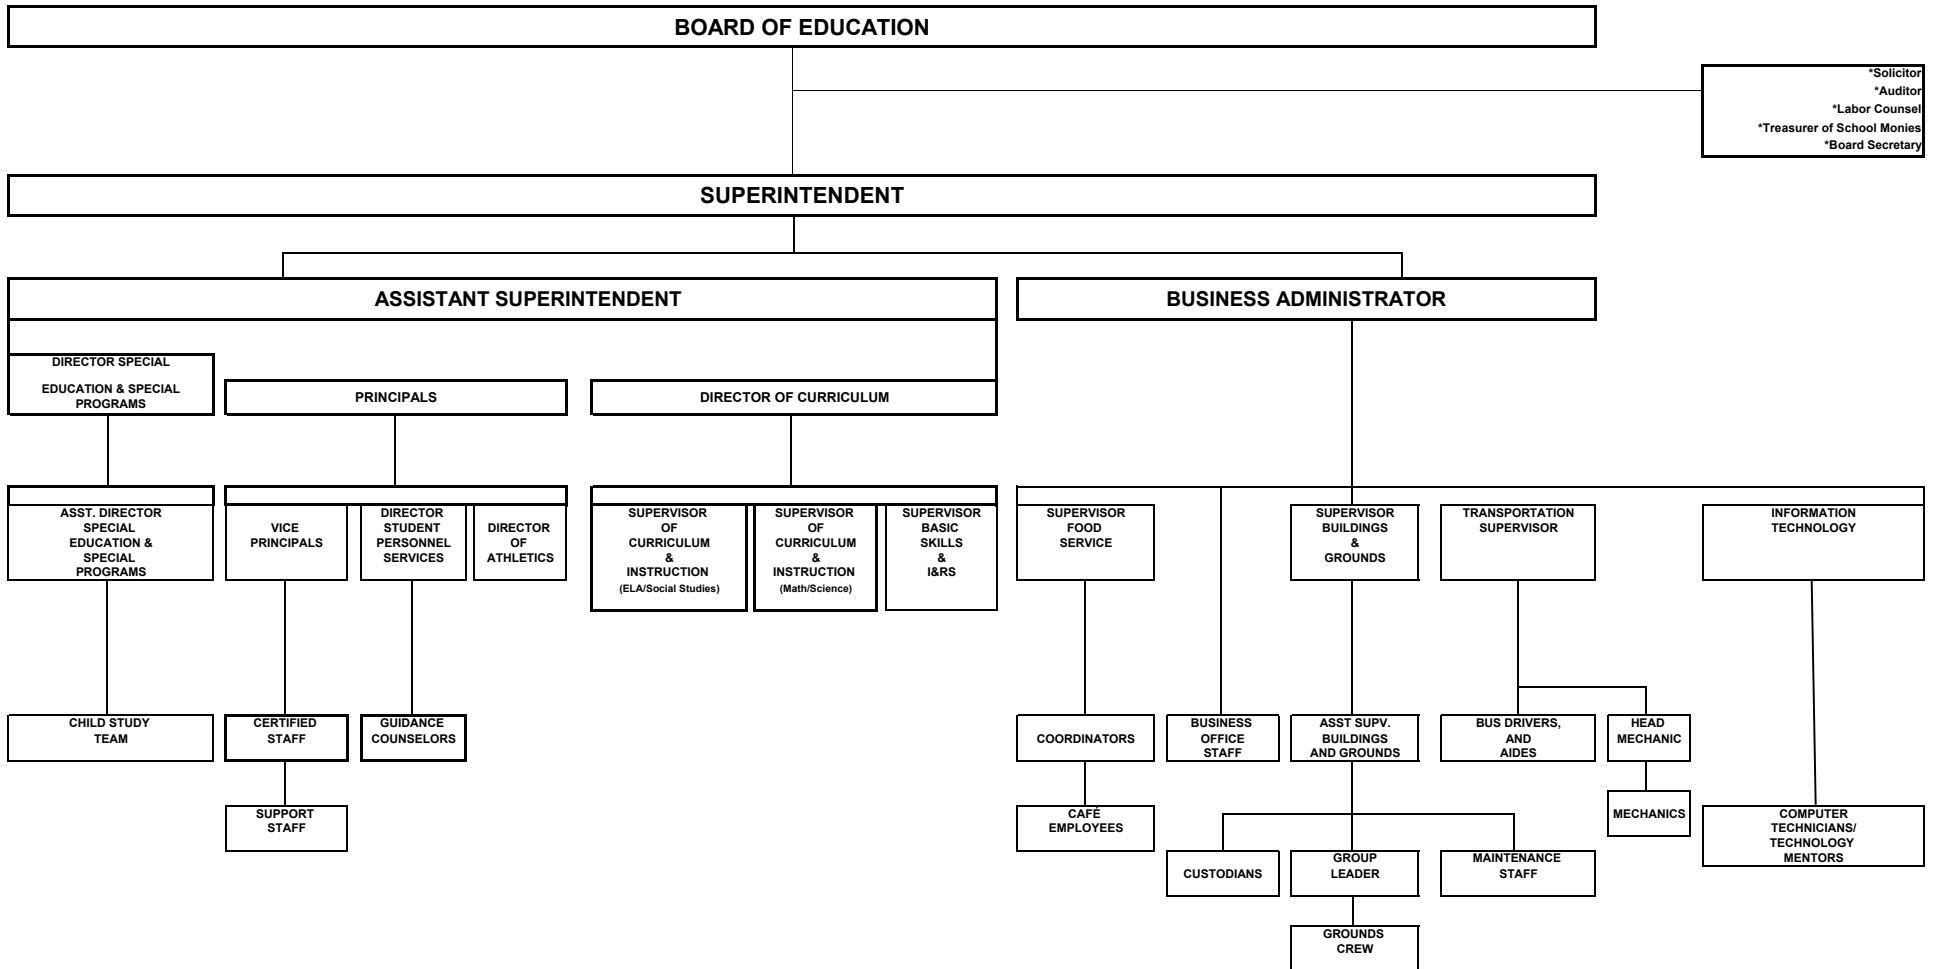 BOARD OF EDUCATION
*Solicitor
*Auditor
*Labor Counsel
*Treasurer of School Monies
*Board Secretary
SUPERINTENDENT
ASSISTANT SUPERINTENDENT
BUSINESS ADMINISTRATOR
DIRECTOR SPECIAL
EDUCATION & SPECIAL
PROGRAMS
PRINCIPALS
DIRECTOR OF CURRICULUM
ASST. DIRECTOR
SPECIAL
EDUCATION &
SPECIAL
PROGRAMS
VICE
PRINCIPALS
DIRECTOR
STUDENT
PERSONNEL
SERVICES
DIRECTOR
OF
ATHLETICS
SUPERVISOR
OF
CURRICULUM
&
INSTRUCTION
(ELA/Social Studies)
SUPERVISOR
OF
CURRICULUM
&
INSTRUCTION
(Math/Science)
SUPERVISOR
BASIC
SKILLS
&
I&RS
SUPERVISOR
FOOD
SERVICE
SUPERVISOR
BUILDINGS
&
GROUNDS
TRANSPORTATION
SUPERVISOR
INFORMATION
TECHNOLOGY
CHILD STUDY
TEAM
CERTIFIED
STAFF
GUIDANCE
COUNSELORS
COORDINATORS
BUSINESS
OFFICE
STAFF
ASST SUPV.
BUILDINGS
AND GROUNDS
BUS DRIVERS,
AND
AIDES
HEAD
MECHANIC
SUPPORT
STAFF
CAFÉ
EMPLOYEES
MECHANICS
COMPUTER
TECHNICIANS/
TECHNOLOGY
MENTORS
CUSTODIANS
GROUP
LEADER
MAINTENANCE
STAFF
GROUNDS
CREW